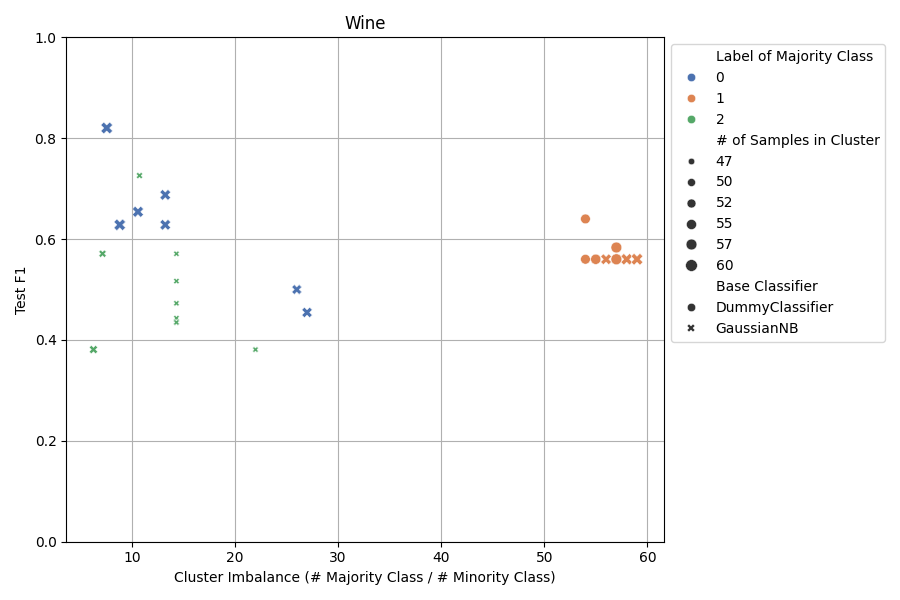 Wine
Test F1
1.0
0.8
0.6
0.4
0.2
0.0
10
20
30
40
50
60
Cluster Imbalance (# Majority Class / # Minority Class)
Label of Majority Class
0
1
2
# of Samples in Cluster
47
50
52
55
57
60
Base Classifier
DummyClassifier
GaussianNB